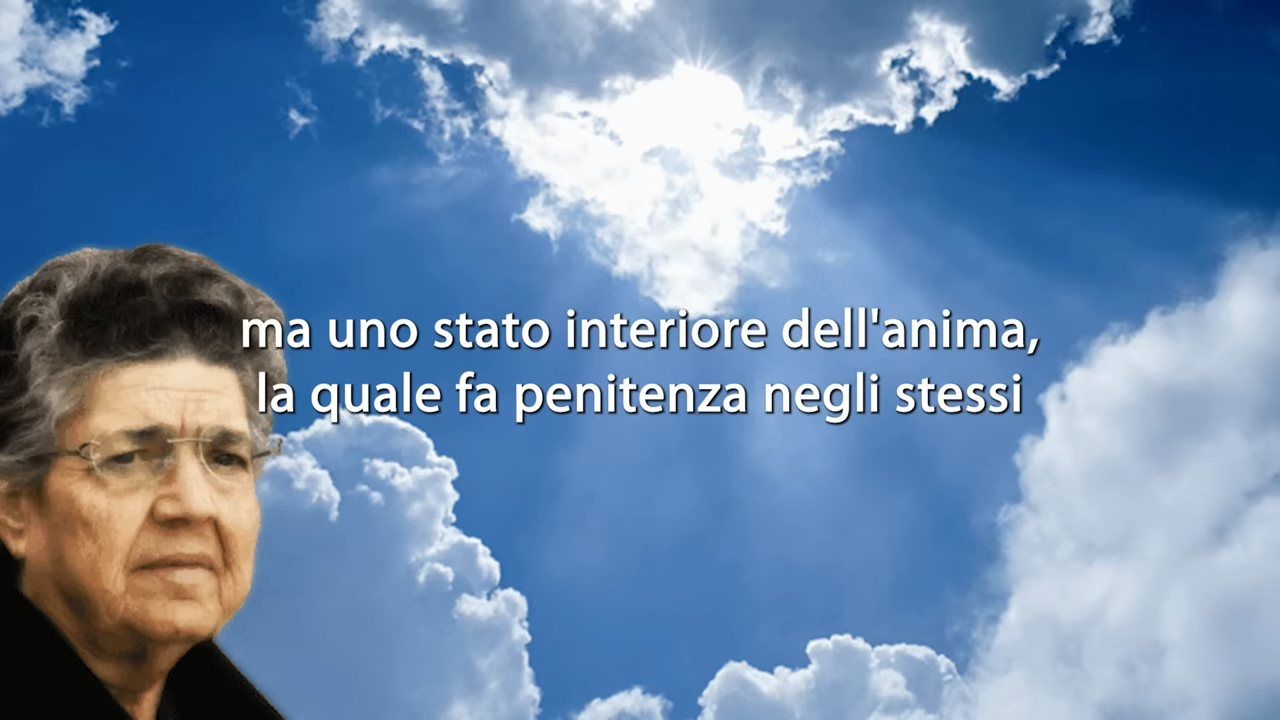 ma uno stato interiore dell'anima,
la quale fa penitenza negli stessi